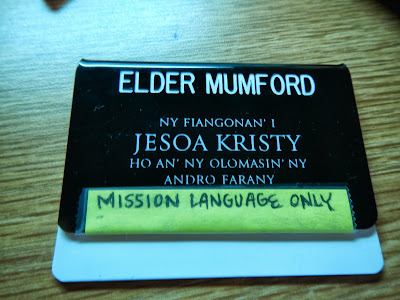 ELDER MUMFORD
NY FIANGONAN' I
JESOA KRISTY
HO AN' NY OLOMASIN' NY
ANDRO FARANY
MISSION LANGUAGE ONLY